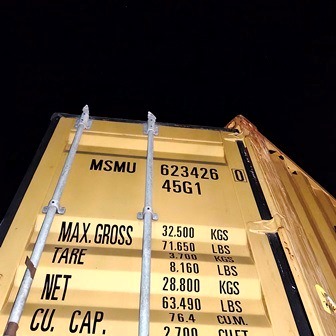 MSMU 623426 0
45G1
MAX. GROSS 32.500 KGS
71.650 LBS
TARE 3.700 KGS
8.160 LBS
NET 28.800 KGS
63.490 LBS
CU. CAP. 76.4 CU.M.
2.700 CU.FT.